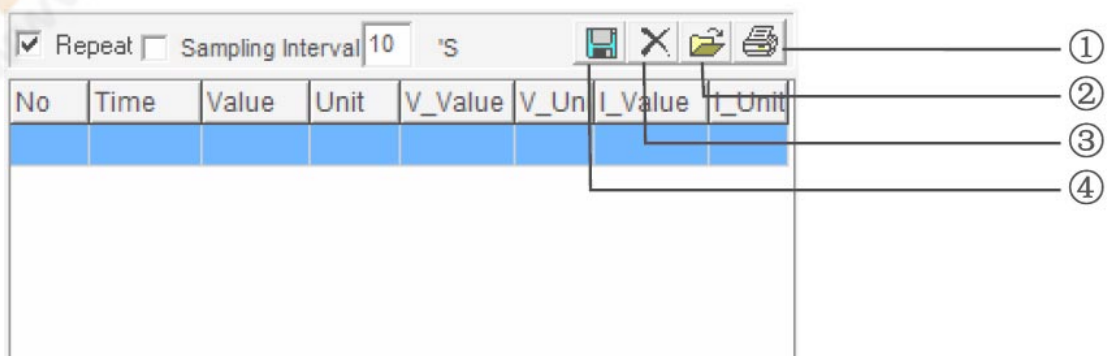 Repeat Sampling Interval 10 'S ①
No Time Value Unit V_Value V_Un I_Value I_Unit ②
③
④